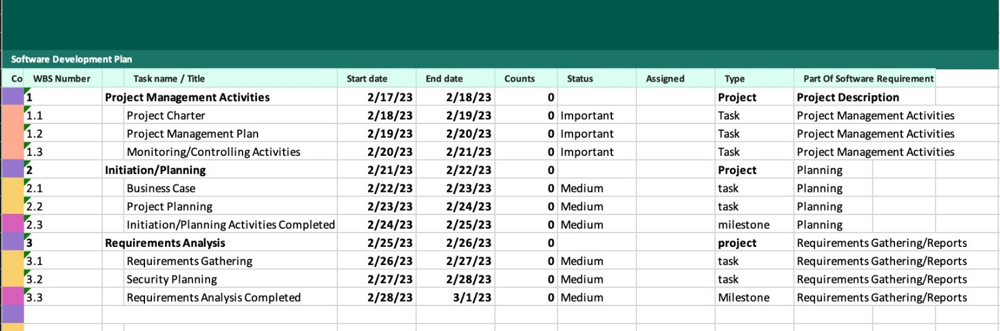 Software Development Plan
Co WBS Number Task name / Title Start date End date Counts Status Assigned Type Part Of Software Requirement
1 Project Management Activities 2/17/23 2/18/23 0 Project Project Description
1.1 Project Charter 2/18/23 2/19/23 0 Important Task Project Management Activities
1.2 Project Management Plan 2/19/23 2/20/23 0 Important Task Project Management Activities
1.3 Monitoring/Controlling Activities 2/20/23 2/21/23 0 Important Task Project Management Activities
2 Initiation/Planning 2/21/23 2/22/23 0 Project Planning
2.1 Business Case 2/22/23 2/23/23 0 Medium task Planning
2.2 Project Planning 2/23/23 2/24/23 0 Medium task Planning
2.3 Initiation/Planning Activities Completed 2/24/23 2/25/23 0 Medium milestone Planning
3 Requirements Analysis 2/25/23 2/26/23 0 project Requirements Gathering/Reports
3.1 Requirements Gathering 2/26/23 2/27/23 0 Medium task Requirements Gathering/Reports
3.2 Security Planning 2/27/23 2/28/23 0 Medium task Requirements Gathering/Reports
3.3 Requirements Analysis Completed 2/28/23 3/1/23 0 Medium Milestone Requirements Gathering/Reports